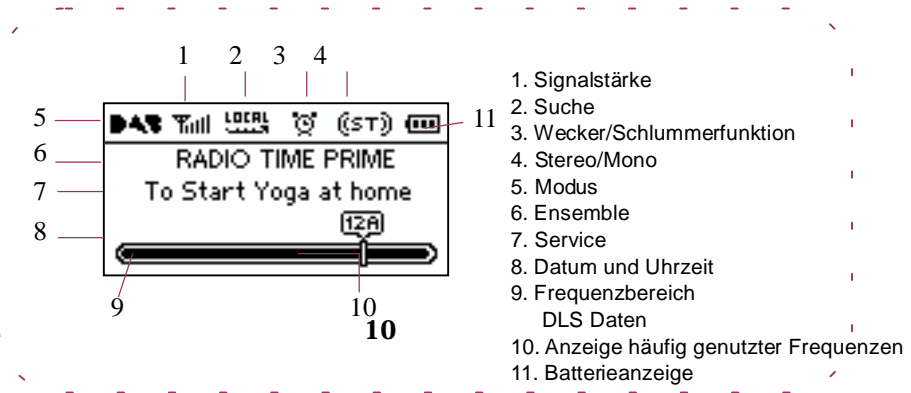 1 2 3 4
1. Signalstärke
2. Suche
3. Wecker/Schlummerfunktion
4. Stereo/Mono
5. Modus
6. Ensemble
7. Service
8. Datum und Uhrzeit
9. Frequenzbereich
DLS Daten
10. Anzeige häufig genutzter Frequenzen
11. Batterieanzeige
5 DAB LOCAL ((ST)) 11
6 RADIO TIME PRIME
7 To Start Yoga at home
8 12A
9 10
10